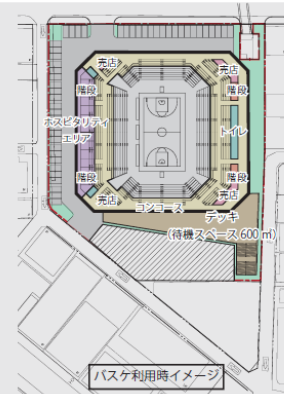 売店
売店
階段
階段
ホスピタリティ
エリア
トイレ
階段
階段
売店
売店
コンコース
デッキ
(待機スペース 600 ㎡)
バスケ利用時イメージ